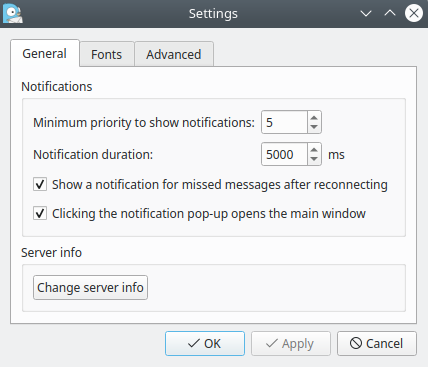 Settings
General Fonts Advanced
Notifications
Minimum priority to show notifications: 5
Notification duration: 5000 ms
Show a notification for missed messages after reconnecting
Clicking the notification pop-up opens the main window
Server info
Change server info
OK Apply Cancel